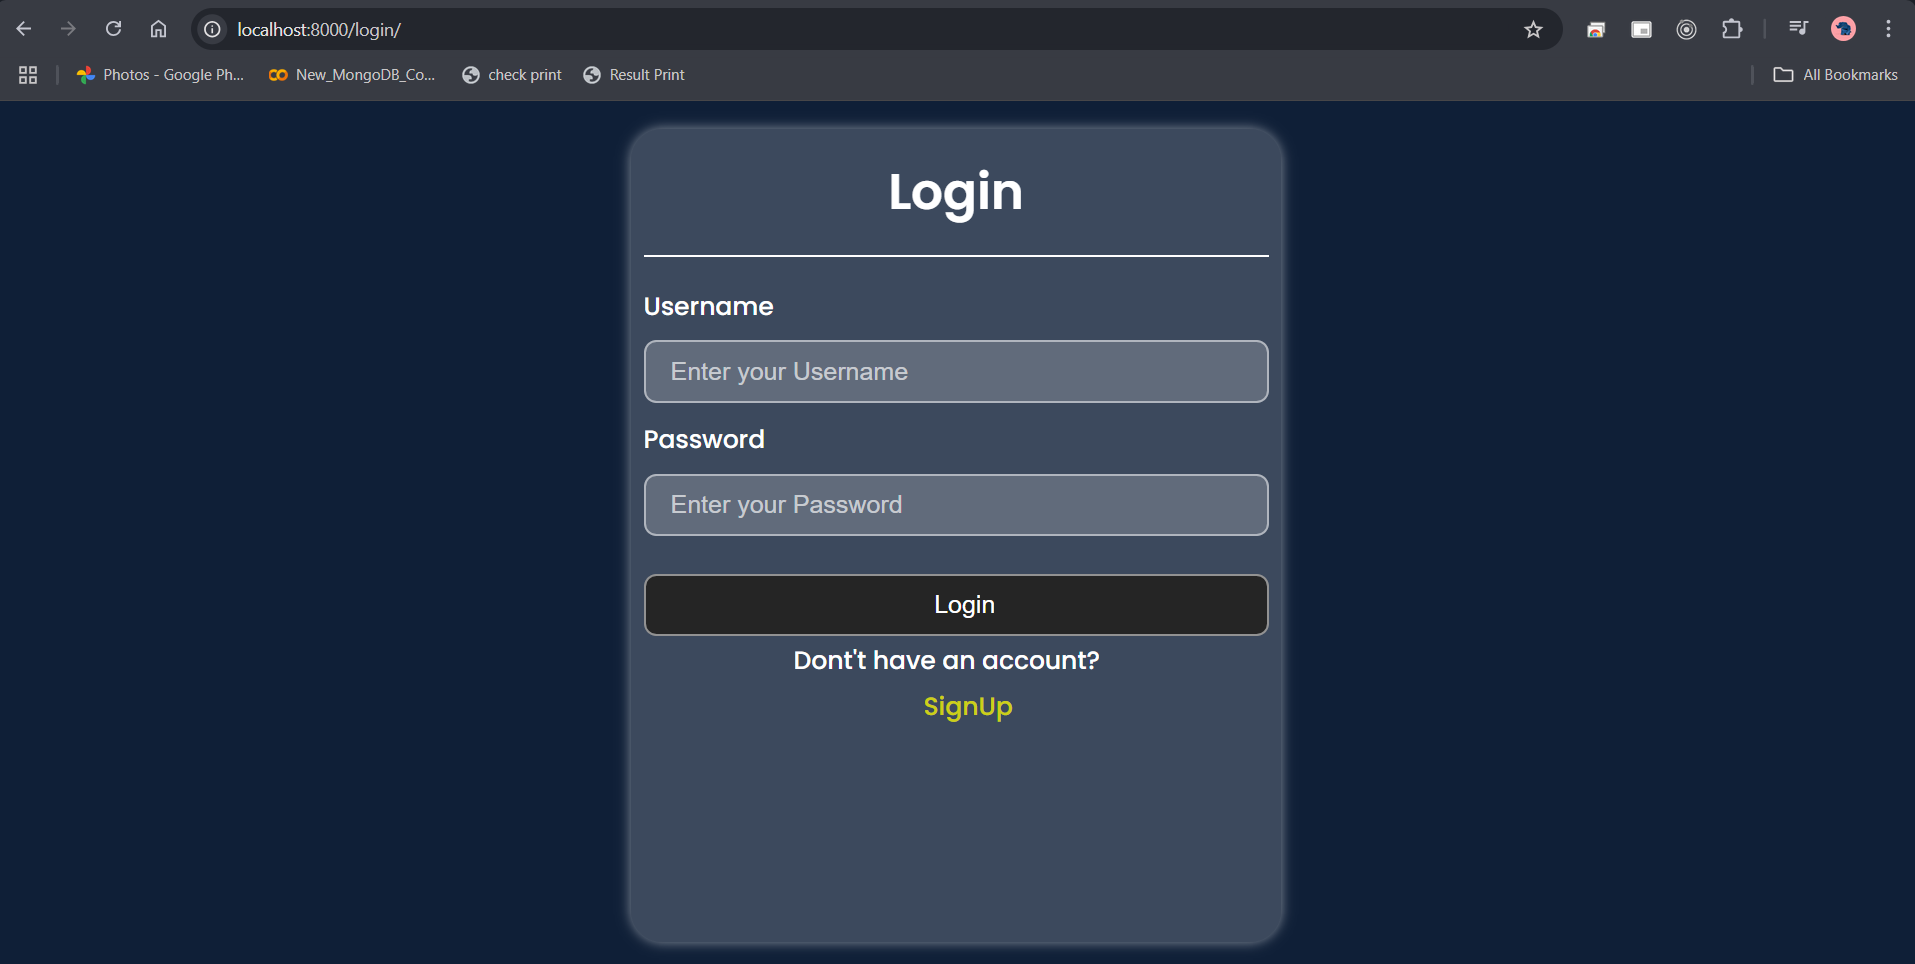 localhost:8000/login/
Photos - Google Ph...
New_MongoDB_Co...
check print
Result Print
All Bookmarks
Login
Username
Enter your Username
Password
Enter your Password
Login
Dont't have an account?
SignUp